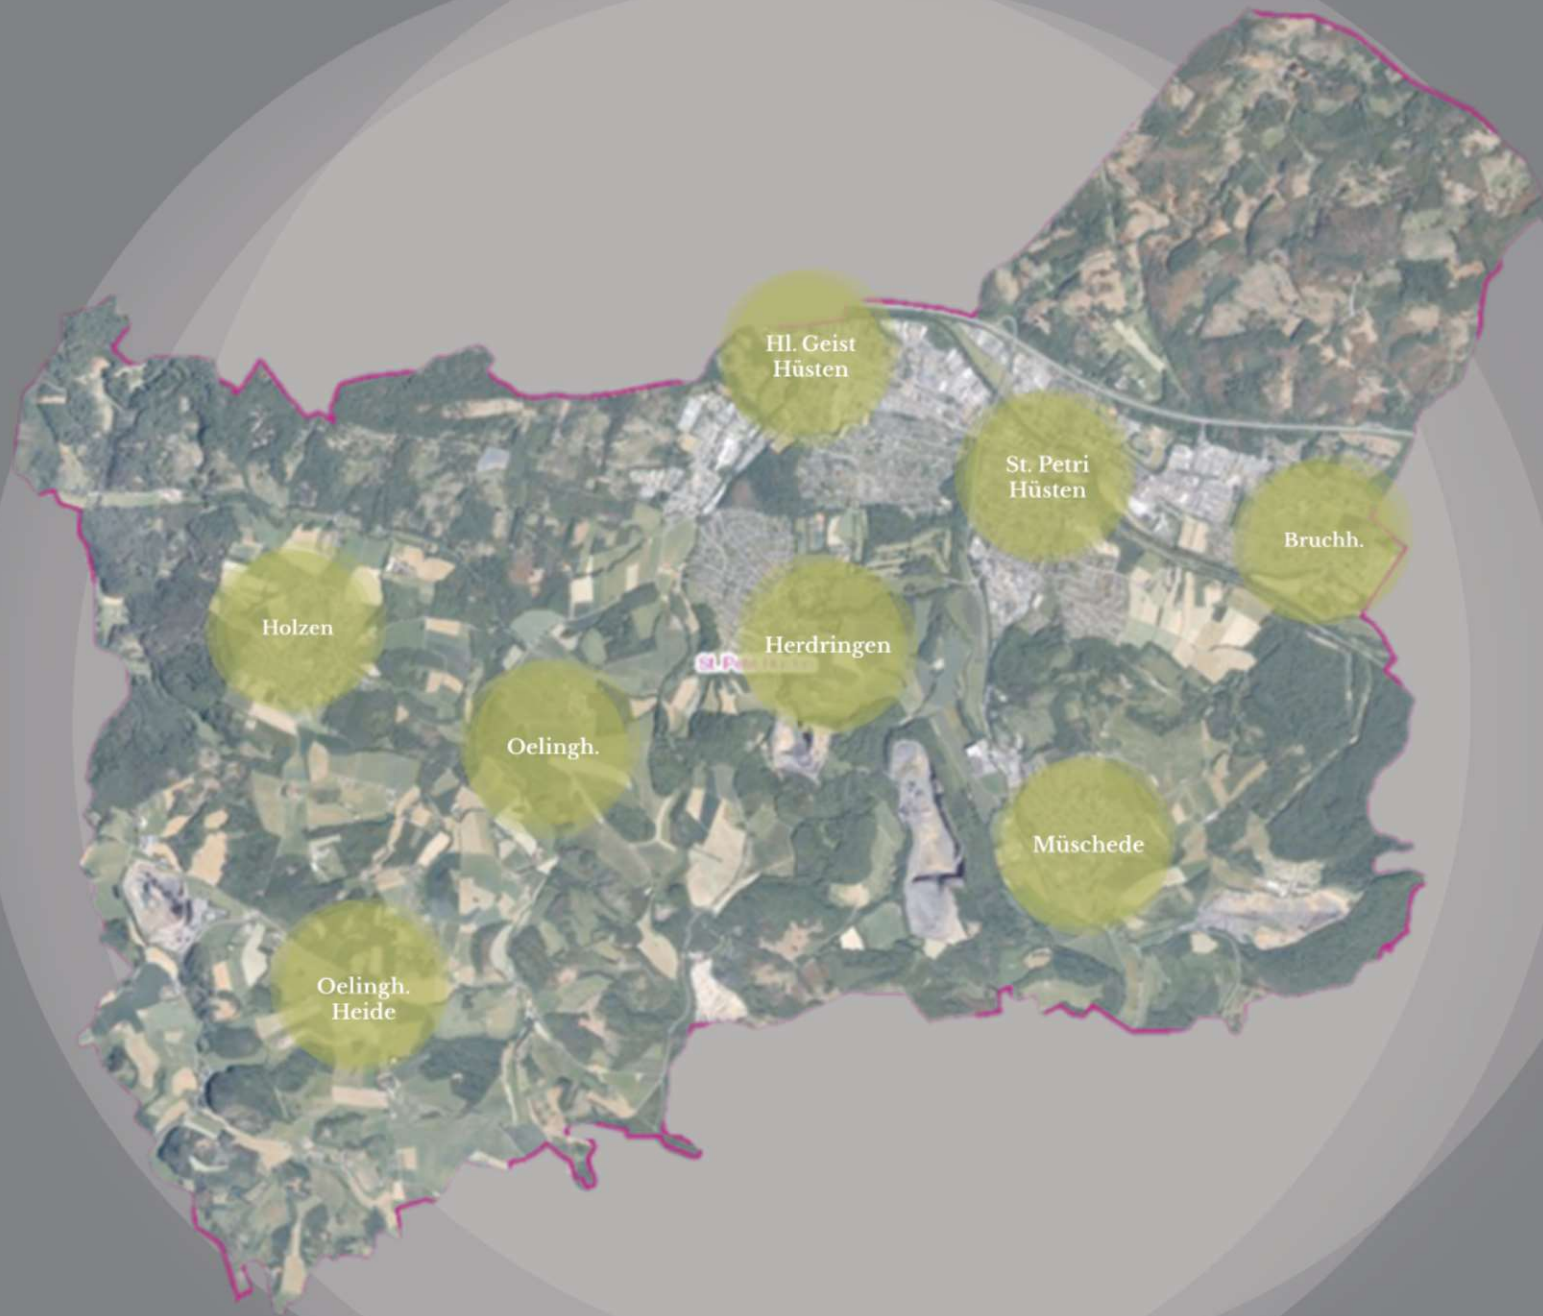 Hl. Geist
Hüsten
St. Petri
Hüsten
Bruchh.
Holzen
Herdringen
Oelingh.
Müschede
Oelingh.
Heide